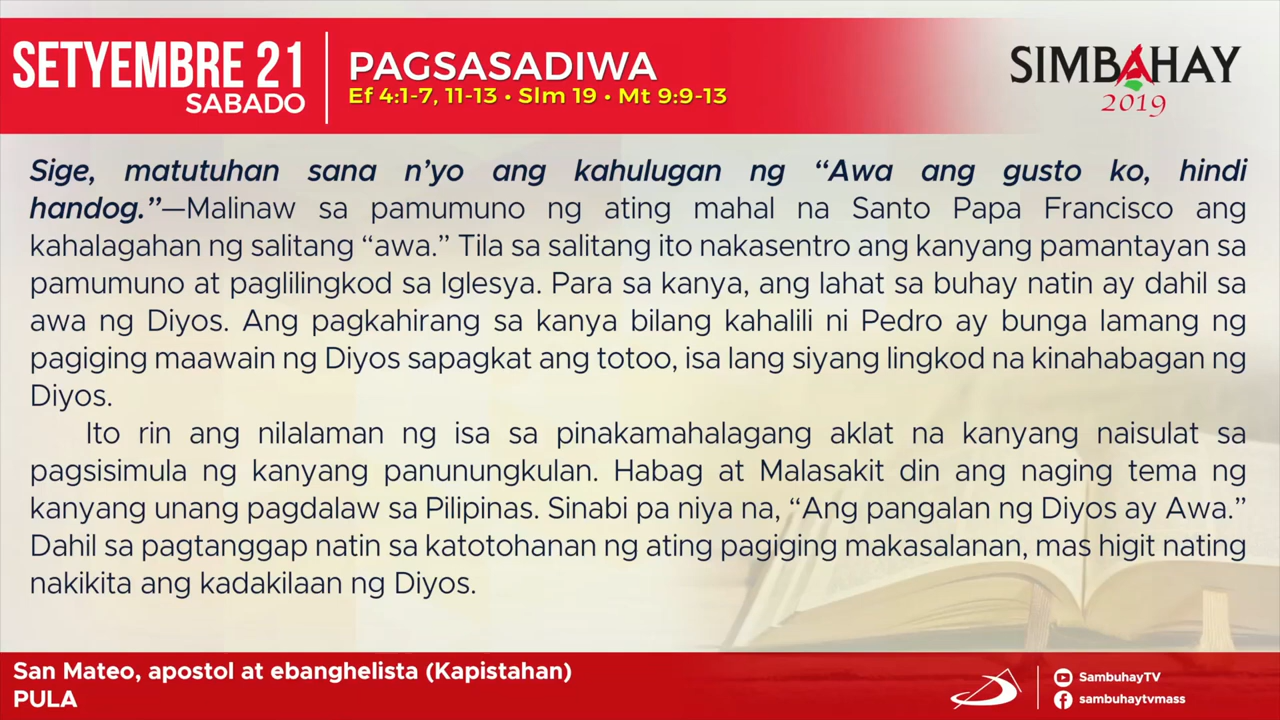 SETYEMBRE 21
SABADO
PAGSASADIWA
Ef 4:1-7, 11-13 • Slm 19 • Mt 9:9-13
SIMBAHAY
2019
Sige, matutuhan sana n’yo ang kahulugan ng “Awa ang gusto ko, hindi
handog.”—Malinaw sa pamumuno ng ating mahal na Santo Papa Francisco ang
kahalagahan ng salitang “awa.” Tila sa salitang ito nakasentro ang kanyang pamantayan sa
pamumuno at paglilingkod sa Iglesya. Para sa kanya, ang lahat sa buhay natin ay dahil sa
awa ng Diyos. Ang pagkahirang sa kanya bilang kahalili ni Pedro ay bunga lamang ng
pagiging maawain ng Diyos sapagkat ang totoo, isa lang siyang lingkod na kinahabagan ng
Diyos.
Ito rin ang nilalaman ng isa sa pinakamahalagang aklat na kanyang naisulat sa
pagsisimula ng kanyang panunungkulan. Habag at Malasakit din ang naging tema ng
kanyang unang pagdalaw sa Pilipinas. Sinabi pa niya na, “Ang pangalan ng Diyos ay Awa.”
Dahil sa pagtanggap natin sa katotohanan ng ating pagiging makasalanan, mas higit nating
nakikita ang kadakilaan ng Diyos.
San Mateo, apostol at ebanghelista (Kapistahan)
PULA
SambuhayTV
sambuhaytvmass